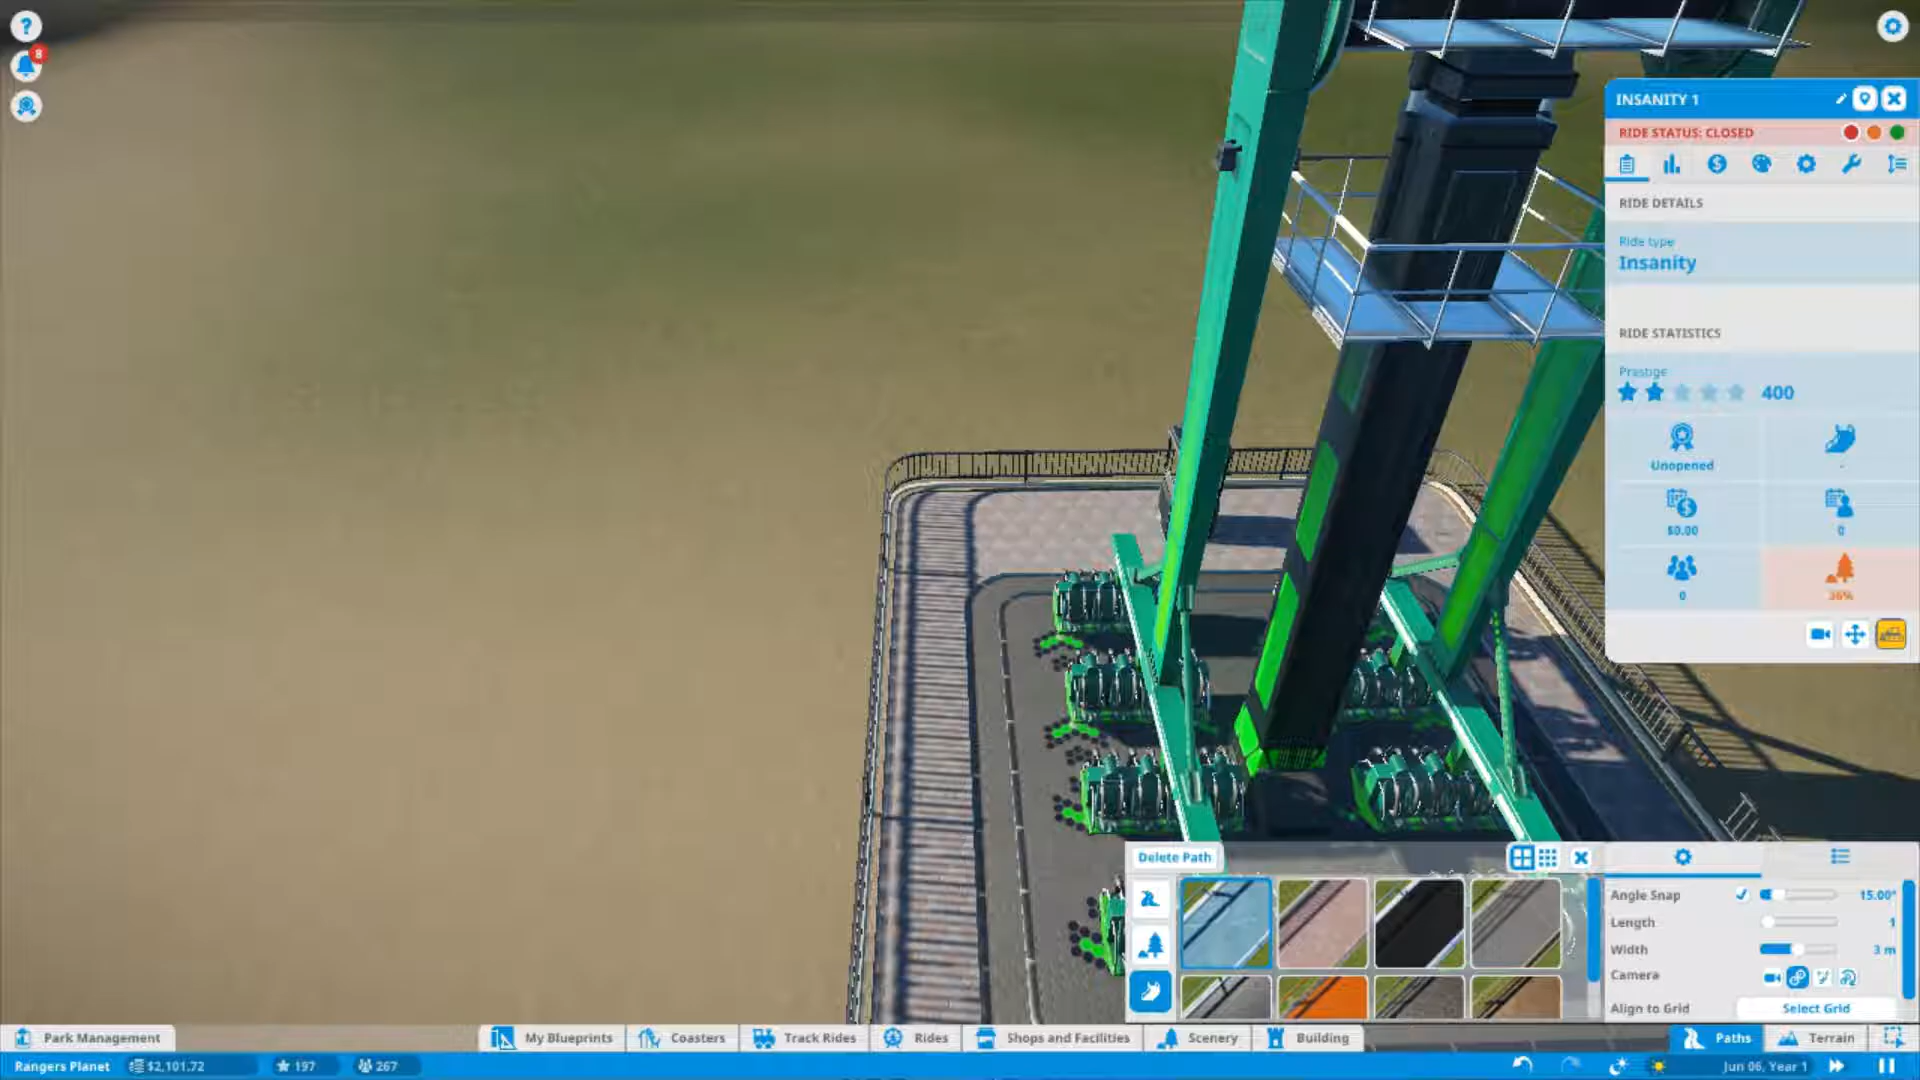 ?
8
INSANITY 1
RIDE STATUS: CLOSED
RIDE DETAILS
Ride type
Insanity
RIDE STATISTICS
Prestige
400
Unopened
-
$0.00
0
0
36%
Delete Path
Angle Snap
15.00°
Length
1
Width
3 m
Camera
Align to Grid
Select Grid
Park Management
My Blueprints
Coasters
Track Rides
Rides
Shops and Facilities
Scenery
Building
Paths
Terrain
Rangers Planet
$2,101.72
197
267
Jun 06, Year 1